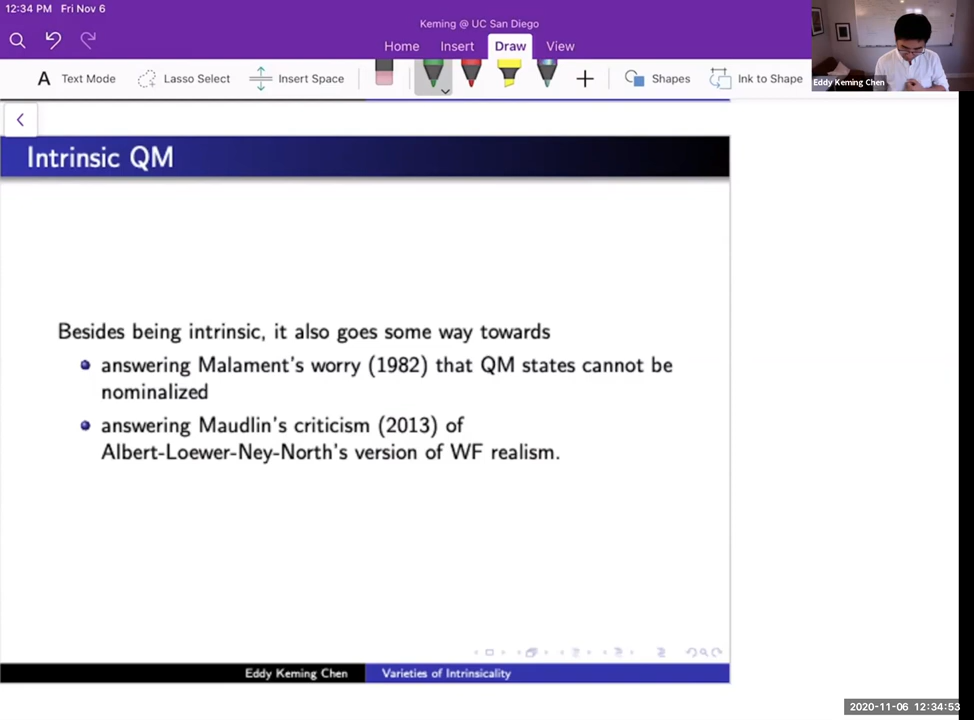 12:34 PM Fri Nov 6
Keming @ UC San Diego
Home Insert Draw View
A Text Mode Lasso Select Insert Space Shapes Ink to Shape
Eddy Keming Chen
Intrinsic QM
Besides being intrinsic, it also goes some way towards
answering Malament's worry (1982) that QM states cannot be
nominalized
answering Maudlin's criticism (2013) of
Albert-Loewer-Ney-North's version of WF realism.
Eddy Keming Chen Varieties of Intrinsicality
2020-11-06 12:34:53